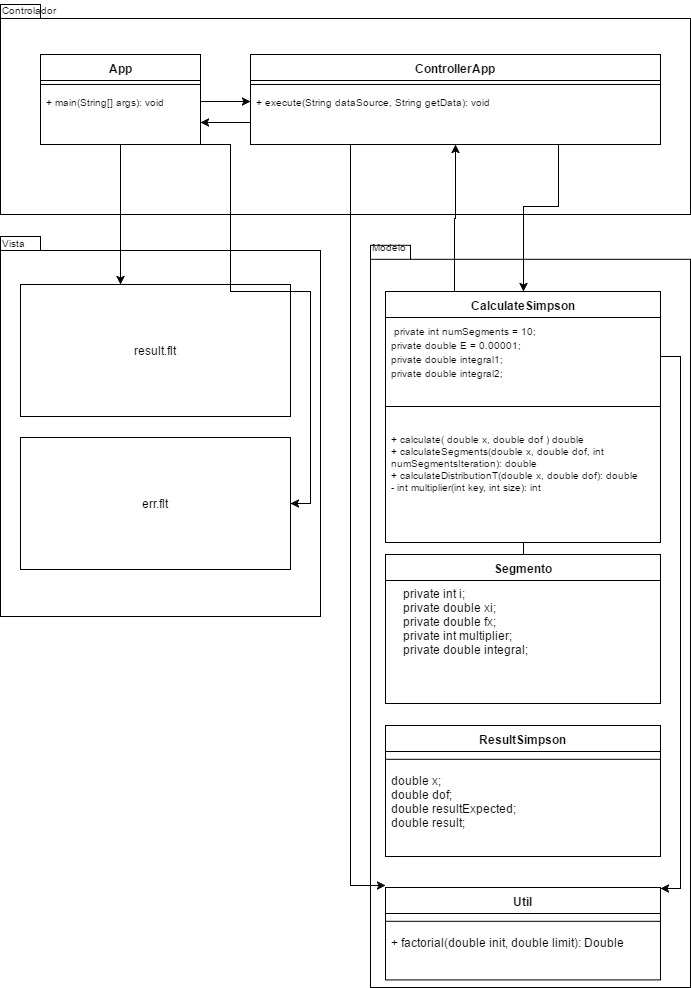 Controlador
App
+ main(String[] args): void
ControllerApp
+ execute(String dataSource, String getData): void
Vista
result.flt
err.flt
Modelo
CalculateSimpson
private int numSegments = 10;
private double E = 0.00001;
private double integral1;
private double integral2;
+ calculate( double x, double dof ) double
+ calculateSegments(double x, double dof, int
numSegmentsIteration): double
+ calculateDistributionT(double x, double dof): double
- int multiplier(int key, int size): int
Segmento
private int i;
private double xi;
private double fx;
private int multiplier;
private double integral;
ResultSimpson
double x;
double dof;
double resultExpected;
double result;
Util
+ factorial(double init, double limit): Double